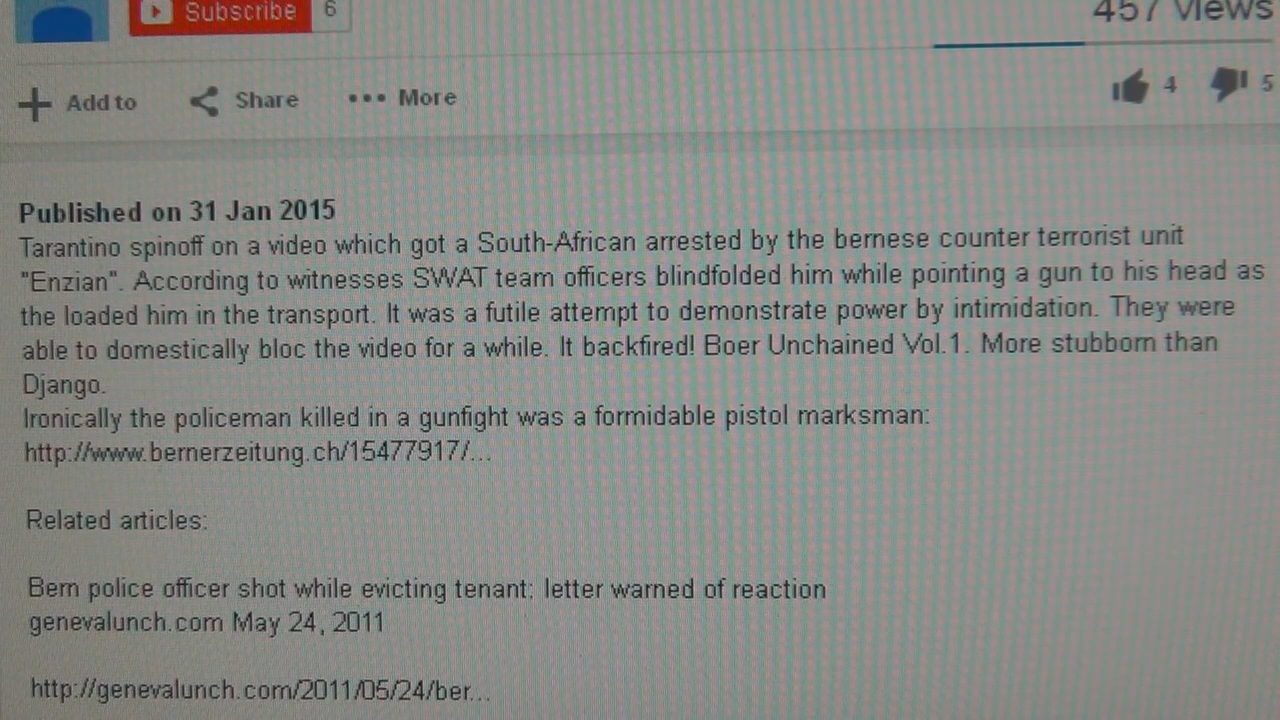 Subscribe 6
457 views
Add to Share More 4 5
Published on 31 Jan 2015
Tarantino spinoff on a video which got a South-African arrested by the bernese counter terrorist unit
"Enzian". According to witnesses SWAT team officers blindfolded him while pointing a gun to his head as
the loaded him in the transport. It was a futile attempt to demonstrate power by intimidation. They were
able to domestically bloc the video for a while. It backfired! Boer Unchained Vol.1. More stubborn than
Django.
Ironically the policeman killed in a gunfight was a formidable pistol marksman:
http://www.bernerzeitung.ch/15477917/...
Related articles:
Bern police officer shot while evicting tenant: letter warned of reaction
genevalunch.com May 24, 2011
http://genevalunch.com/2011/05/24/ber...